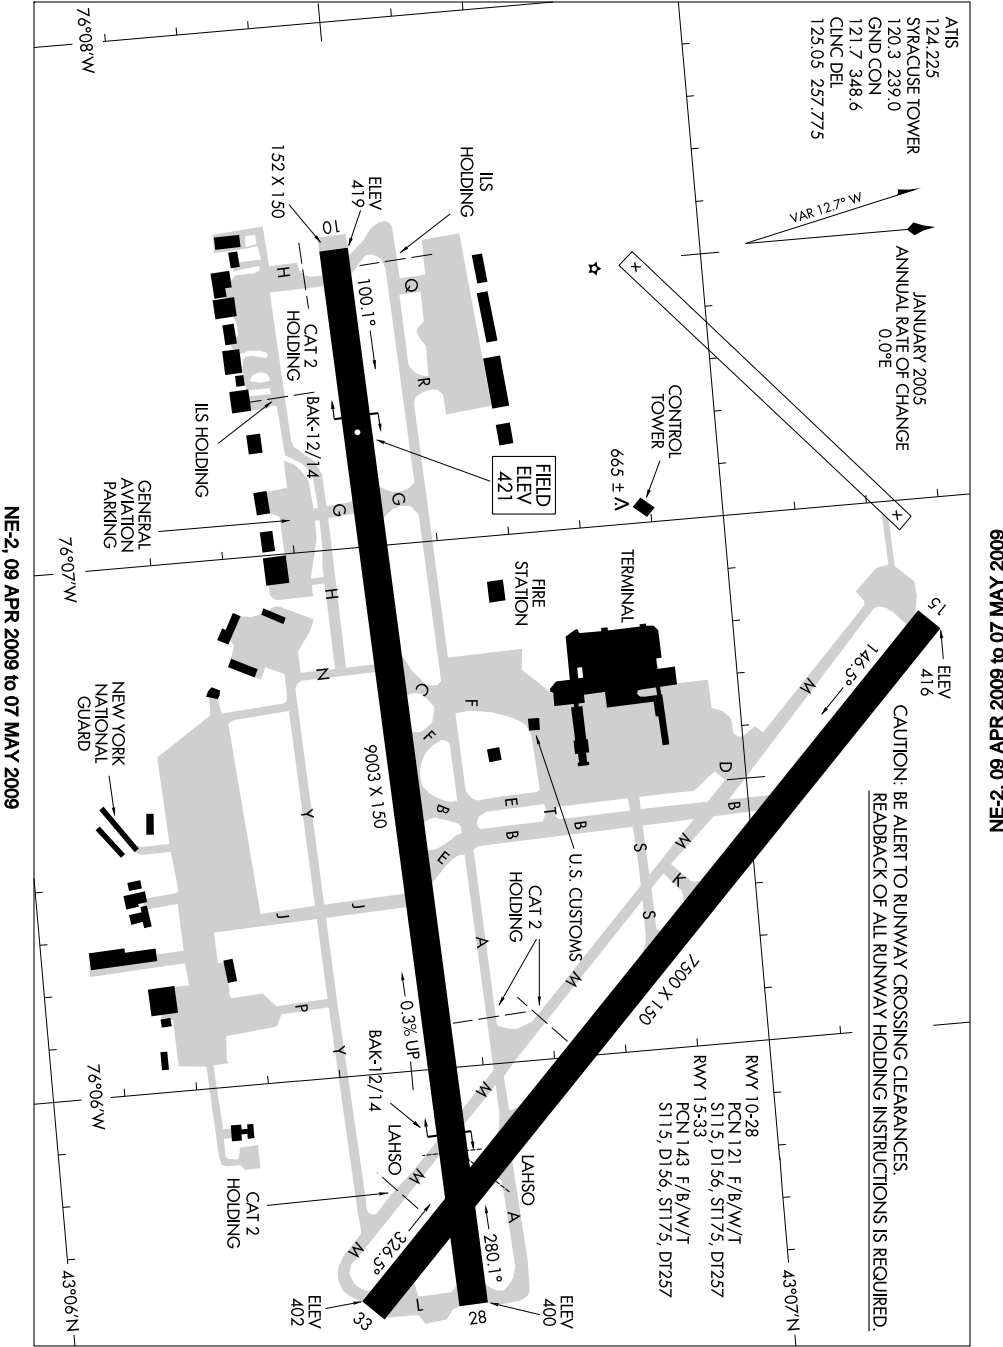 NE-2, 09 APR 2009 to 07 MAY 2009
ATIS
124.225
SYRACUSE TOWER
120.3 239.0
GND CON
121.7 348.6
CLNC DEL
125.05 257.775
VAR 12.7° W
JANUARY 2005
ANNUAL RATE OF CHANGE
0.0°E
CAUTION: BE ALERT TO RUNWAY CROSSING CLEARANCES.
READBACK OF ALL RUNWAY HOLDING INSTRUCTIONS IS REQUIRED.
RWY 10-28
PCN 121 F/B/W/T
S115, D156, ST175, DT257
RWY 15-33
PCN 143 F/B/W/T
S115, D156, ST175, DT257
43°07'N
43°06'N
76°08'W
76°07'W
76°06'W
X
X
15
ELEV
416
146.5°
CONTROL
TOWER
665 ±
TERMINAL
FIRE
STATION
FIELD
ELEV
421
U.S. CUSTOMS
ILS
HOLDING
ELEV
419
152 X 150
10
100.1°
BAK-12/14
CAT 2
HOLDING
ILS HOLDING
GENERAL
AVIATION
PARKING
NEW YORK
NATIONAL
GUARD
9003 X 150
7500 X 150
CAT 2
HOLDING
0.3% UP
BAK-12/14
LAHSO
LAHSO
CAT 2
HOLDING
326.5°
280.1°
ELEV
402
33
28
ELEV
400
Q
R
H
G
G
H
N
C
F
F
B
E
E
B
T
B
D
B
M
M
K
S
S
M
A
M
M
A
M
Y
J
J
P
Y
T
NE-2, 09 APR 2009 to 07 MAY 2009